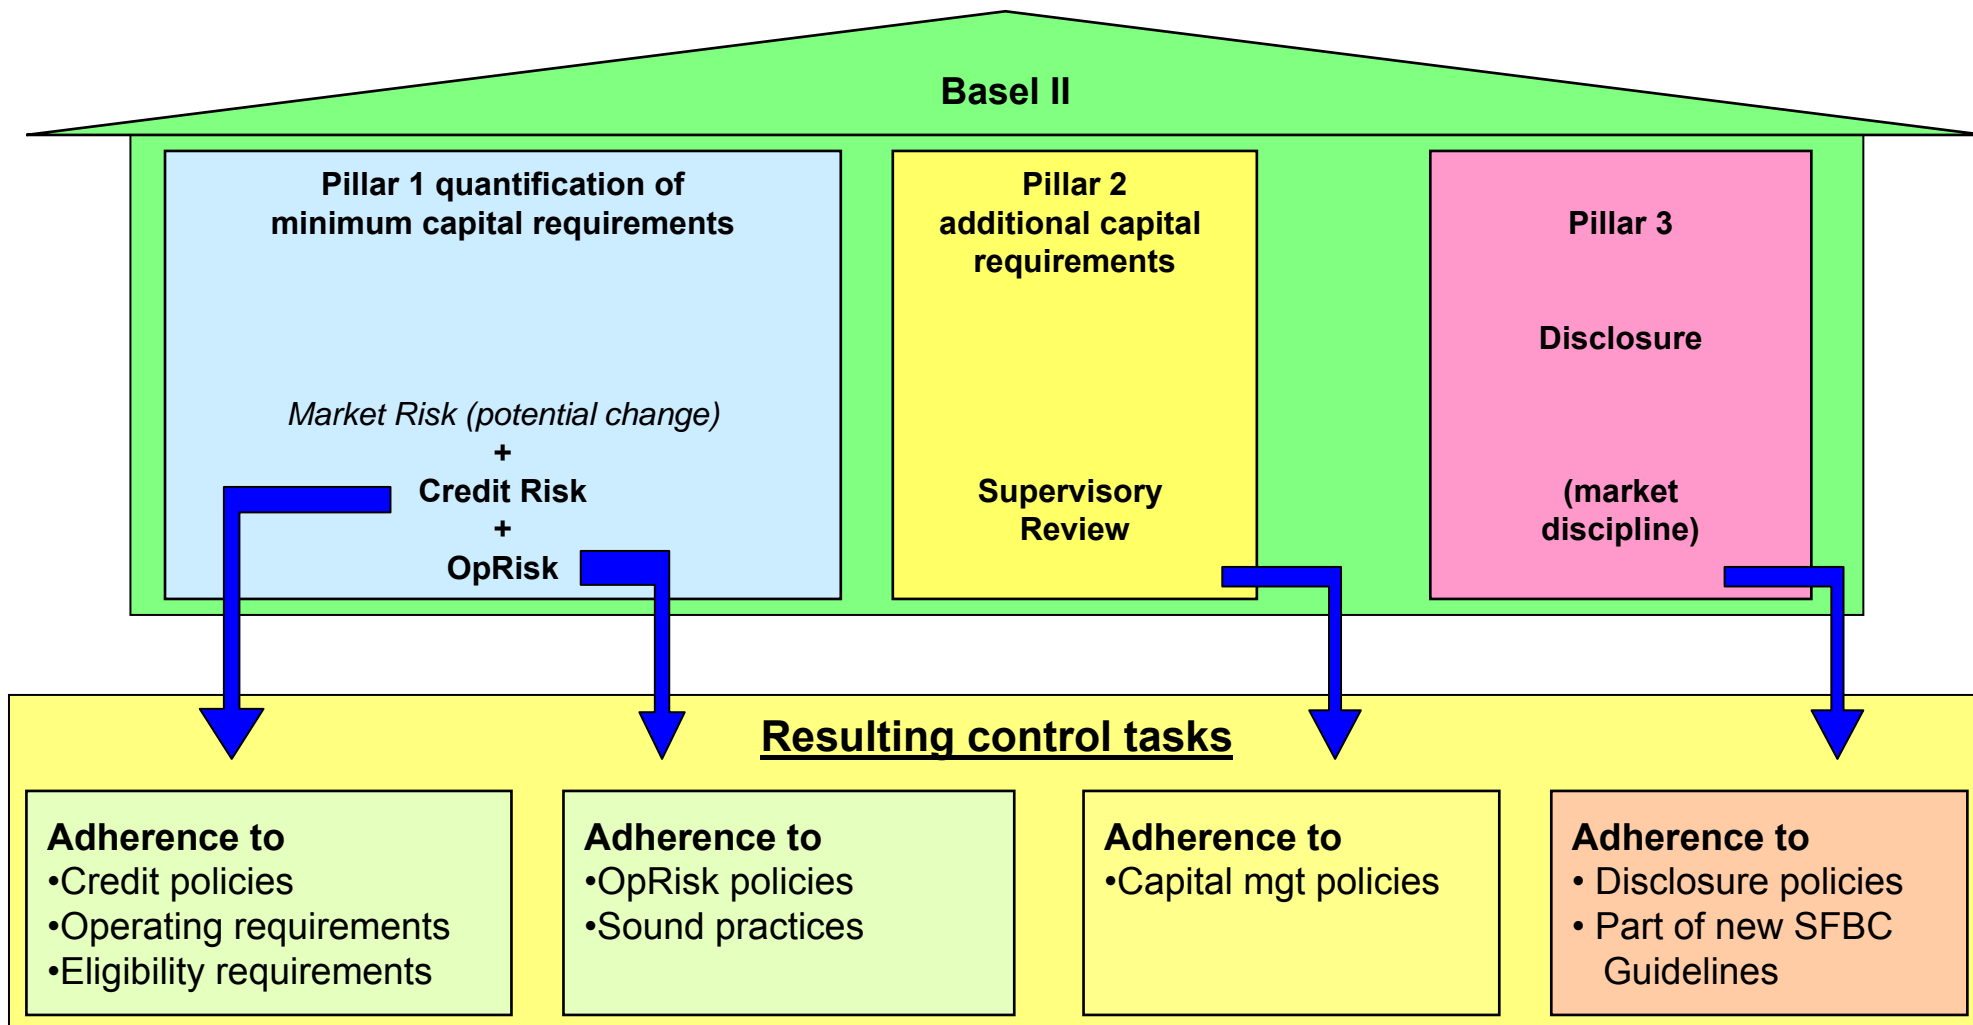 Basel II
Pillar 1 quantification of
minimum capital requirements
Market Risk (potential change)
+
Credit Risk
+
OpRisk
Pillar 2
additional capital
requirements
Supervisory
Review
Pillar 3
Disclosure
(market
discipline)
Resulting control tasks
Adherence to
•Credit policies
•Operating requirements
•Eligibility requirements
Adherence to
•OpRisk policies
•Sound practices
Adherence to
•Capital mgt policies
Adherence to
• Disclosure policies
• Part of new SFBC
Guidelines